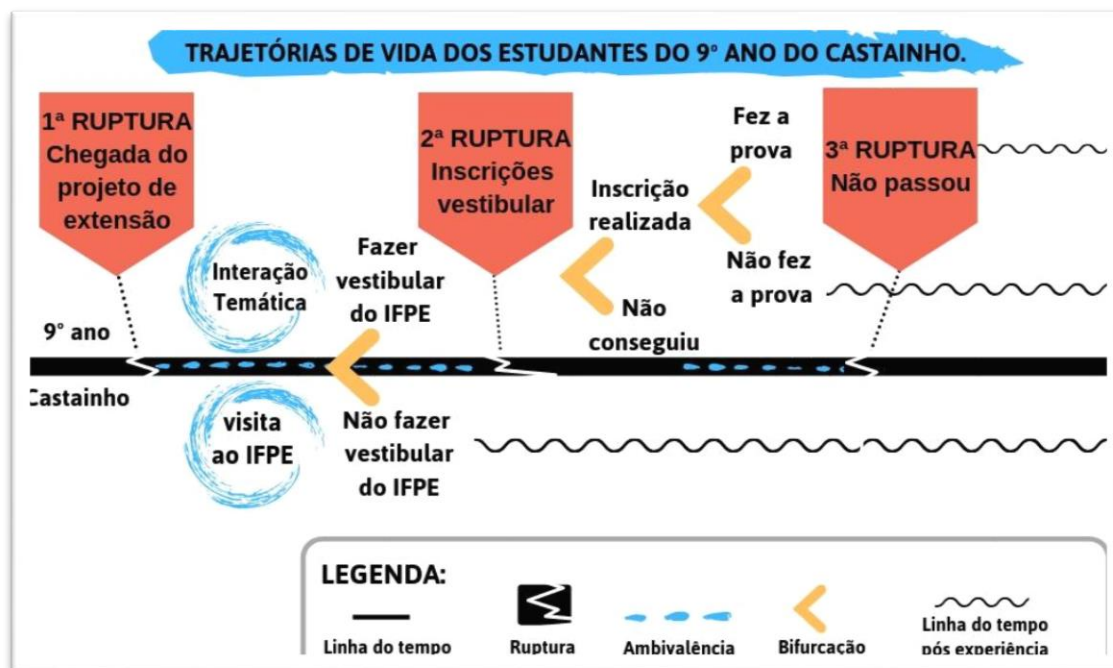 TRAJETÓRIAS DE VIDA DOS ESTUDANTES DO 9° ANO DO CASTAINHO.
1ª RUPTURA
Chegada do
projeto de
extensão
2ª RUPTURA
Inscrições
vestibular
3ª RUPTURA
Não passou
Fez a
prova
Inscrição
realizada
Não fez
a prova
Não
conseguiu
Interação
Temática
Fazer
vestibular
do IFPE
9° ano
Castainho
visita
ao IFPE
Não fazer
vestibular
do IFPE
LEGENDA:
Linha do tempo
Ruptura
Ambivalência
Bifurcação
Linha do tempo
pós experiência